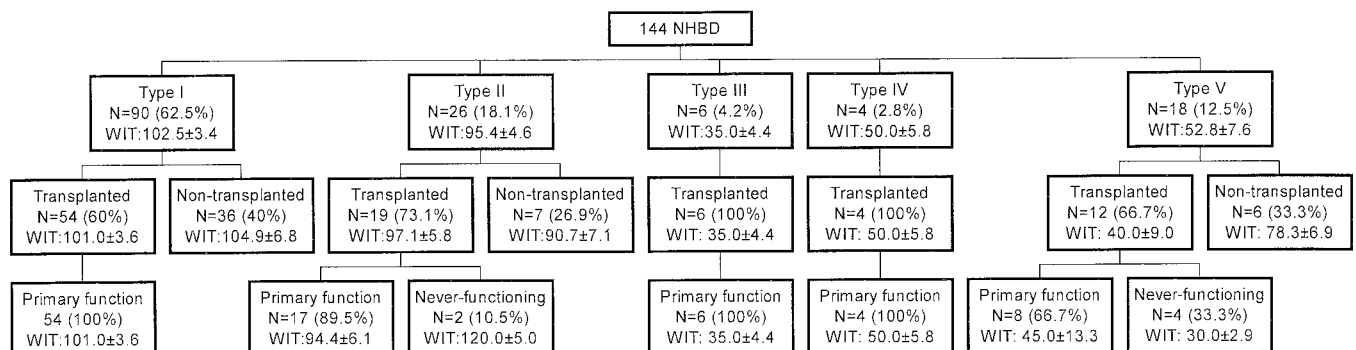 144 NHBD
Type I
N=90 (62.5%)
WIT:102.5±3.4
Type II
N=26 (18.1%)
WIT:95.4±4.6
Type III
N=6 (4.2%)
WIT:35.0±4.4
Type IV
N=4 (2.8%)
WIT:50.0±5.8
Type V
N=18 (12.5%)
WIT:52.8±7.6
Transplanted
N=54 (60%)
WIT:101.0±3.6
Non-transplanted
N=36 (40%)
WIT:104.9±6.8
Transplanted
N=19 (73.1%)
WIT:97.1±5.8
Non-transplanted
N=7 (26.9%)
WIT:90.7±7.1
Transplanted
N=6 (100%)
WIT:35.0±4.4
Transplanted
N=4 (100%)
WIT: 50.0±5.8
Transplanted
N=12 (66.7%)
WIT: 40.0±9.0
Non-transplanted
N=6 (33.3%)
WIT: 78.3±6.9
Primary function
54 (100%)
WIT:101.0±3.6
Primary function
N=17 (89.5%)
WIT:94.4±6.1
Never-functioning
N=2 (10.5%)
WIT:120.0±5.0
Primary function
N=6 (100%)
WIT: 35.0±4.4
Primary function
N=4 (100%)
WIT: 50.0±5.8
Primary function
N=8 (66.7%)
WIT: 45.0±13.3
Never-functioning
N=4 (33.3%)
WIT: 30.0±2.9